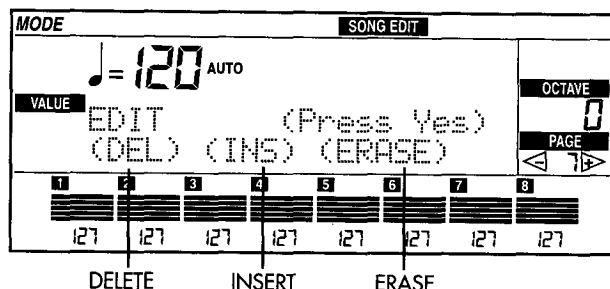 MODE SONG EDIT
♩=120 AUTO
OCTAVE
VALUE 0
EDIT (Press Yes)
PAGE
(DEL) (INS) (ERASE) - 7 +
1 2 3 4 5 6 7 8
127 127 127 127 127 127 127 127
DELETE INSERT ERASE